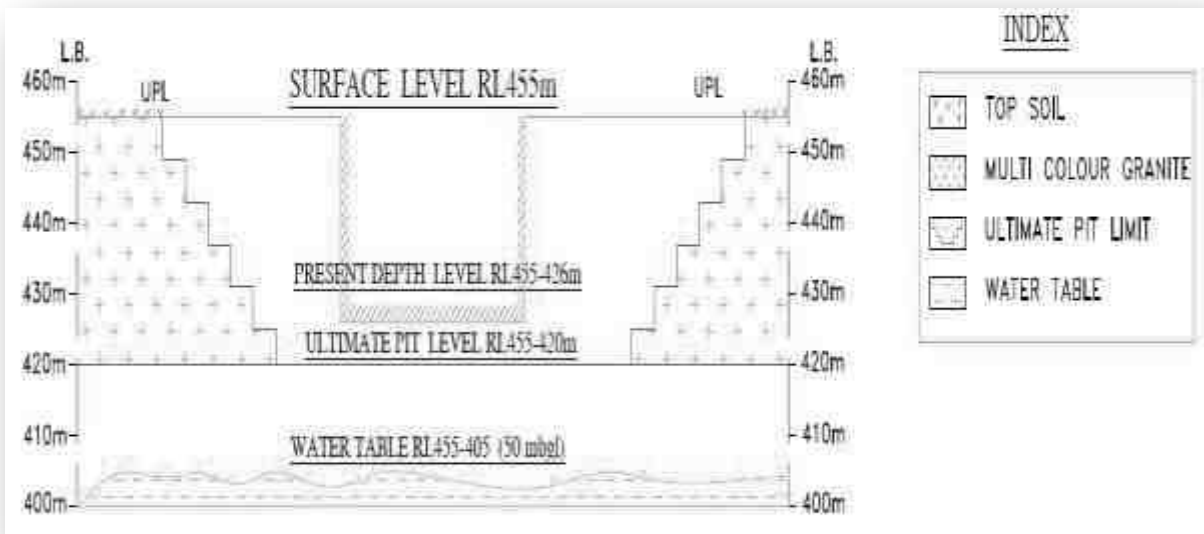 INDEX
L.B.
L.B.
460m
UPL
SURFACE LEVEL RL455m
UPL
460m
TOP SOIL
450m
450m
MULTI COLOUR GRANITE
440m
440m
ULTIMATE PIT LIMIT
PRESENT DEPTH LEVEL RL455-426m
430m
430m
WATER TABLE
ULTIMATE PIT LEVEL RL455-420m
420m
420m
410m
WATER TABLE RL455-405 (50 mbgl)
410m
400m
400m